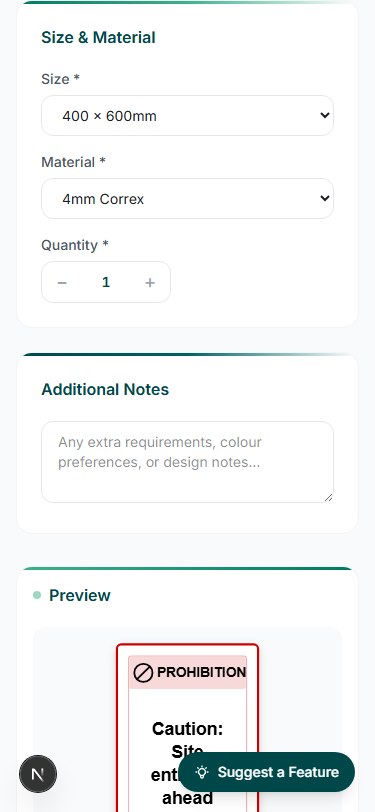 Size & Material
Size *
400 × 600mm
Material *
4mm Correx
Quantity *
− 1 +
Additional Notes
Any extra requirements, colour
preferences, or design notes...
Preview
PROHIBITION
Caution:
Site
ent
ahead
N
Suggest a Feature